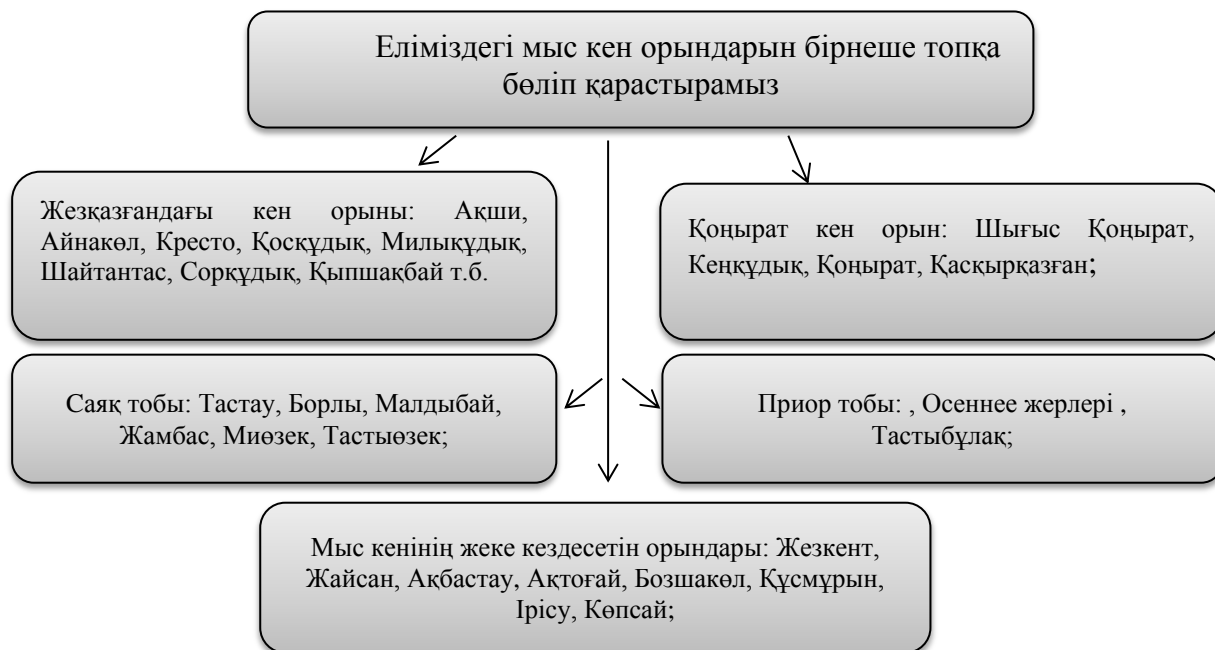 Еліміздегі мыс кен орындарын бірнеше топқа
бөліп қарастырамыз
Жезқазғандағы кен орыны: Ақши,
Айнакөл, Кресто, Қосқұдық, Милықұдық,
Шайтантас, Сорқұдық, Қыпшақбай т.б.
Қоңырат кен орын: Шығыс Қоңырат,
Кеңқұдық, Қоңырат, Қасқырқазған;
Саяқ тобы: Тастау, Борлы, Малдыбай,
Жамбас, Миөзек, Тастыөзек;
Приор тобы: , Осеннее жерлері ,
Тастыбұлақ;
Мыс кенінің жеке кездесетін орындары: Жезкент,
Жайсан, Ақбастау, Ақтоғай, Бозшакөл, Құсмұрын,
Ірісу, Көпсай;